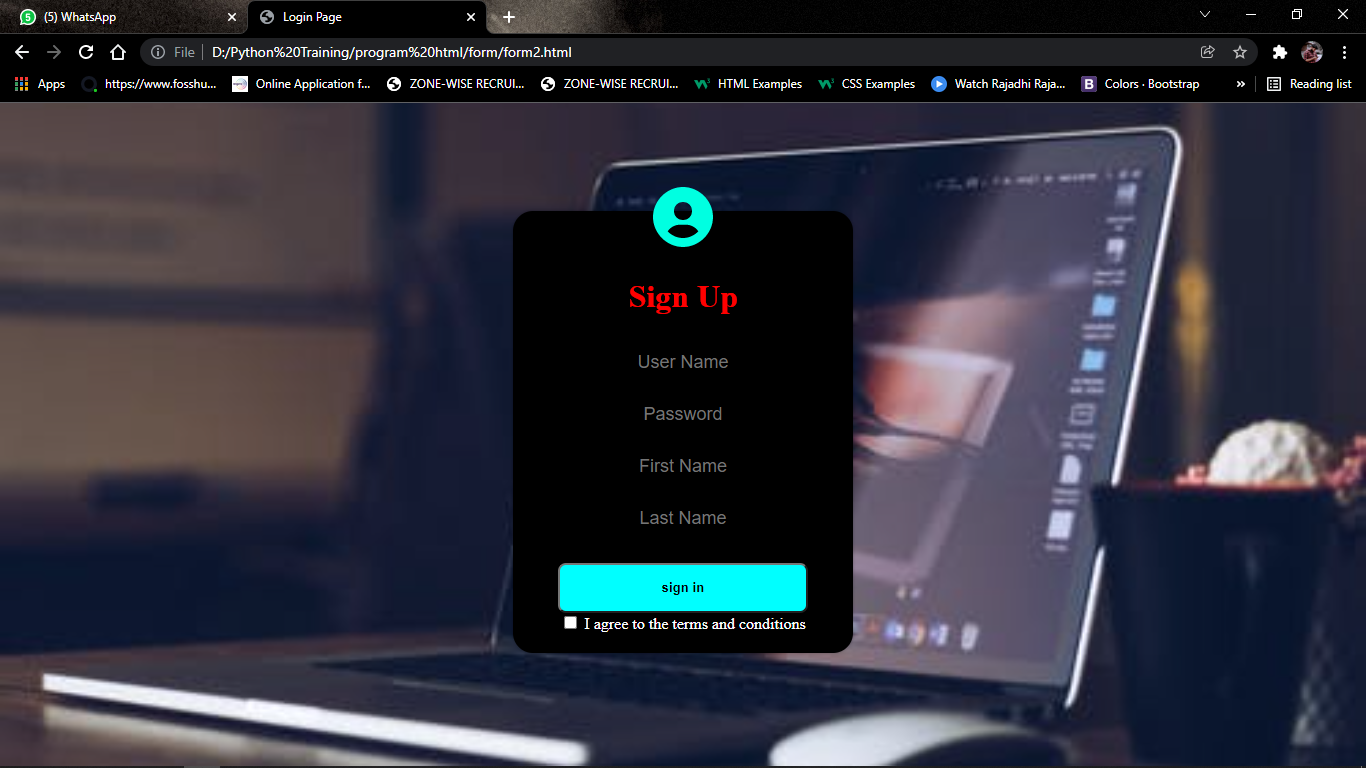 (5) WhatsApp
Login Page
File
D:/Python%20Training/program%20html/form/form2.html
Apps
https://www.fosshu...
Online Application f...
ZONE-WISE RECRUI...
ZONE-WISE RECRUI...
HTML Examples
CSS Examples
Watch Rajadhi Raja...
B
Colors · Bootstrap
»
Reading list
Sign Up
User Name
Password
First Name
Last Name
sign in
I agree to the terms and conditions